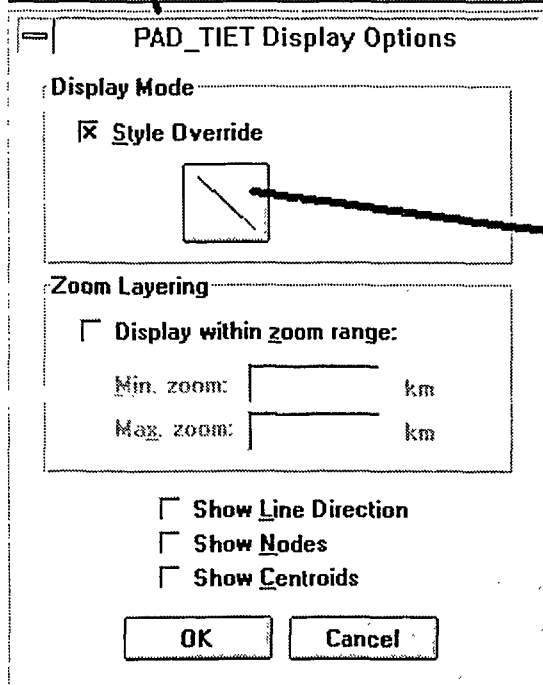 PAD_TIET Display Options
Display Mode
Style Override
Zoom Layering
Display within zoom range:
Min. zoom: km
Max. zoom: km
Show Line Direction
Show Nodes
Show Centroids
OK Cancel